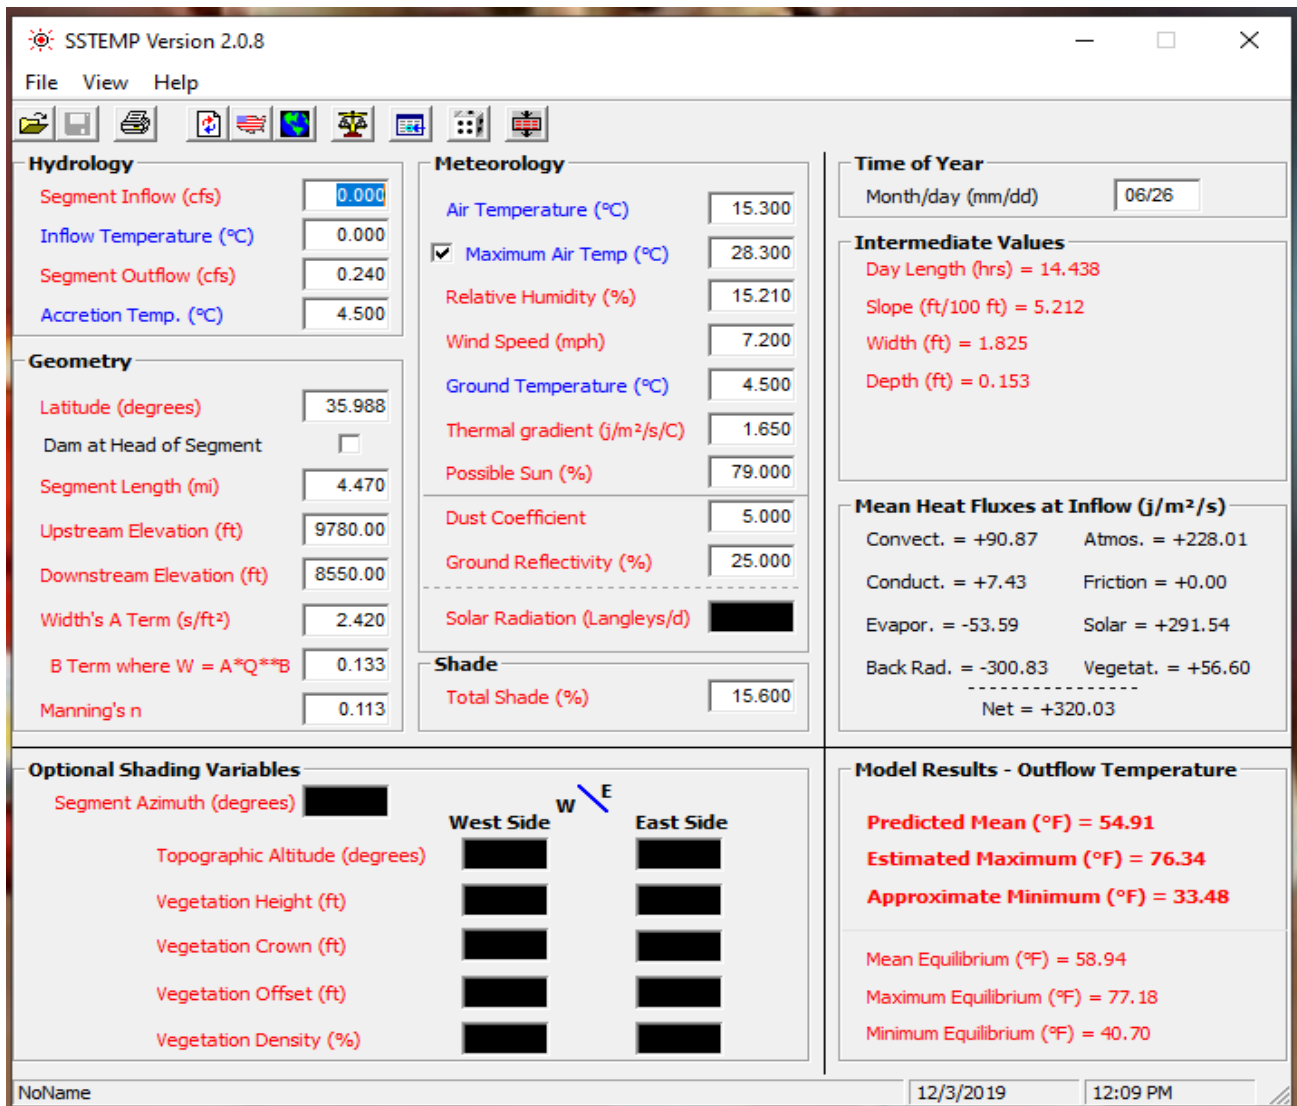 SSTEMP Version 2.0.8
File View Help
Hydrology
Segment Inflow (cfs) 0.000
Inflow Temperature (°C) 0.000
Segment Outflow (cfs) 0.240
Accretion Temp. (°C) 4.500
Geometry
Latitude (degrees) 35.988
Dam at Head of Segment
Segment Length (mi) 4.470
Upstream Elevation (ft) 9780.00
Downstream Elevation (ft) 8550.00
Width's A Term (s/ft²) 2.420
B Term where W = A*Q**B 0.133
Manning's n 0.113
Meteorology
Air Temperature (°C) 15.300
Maximum Air Temp (°C) 28.300
Relative Humidity (%) 15.210
Wind Speed (mph) 7.200
Ground Temperature (°C) 4.500
Thermal gradient (j/m²/s/C) 1.650
Possible Sun (%) 79.000
Dust Coefficient 5.000
Ground Reflectivity (%) 25.000
Solar Radiation (Langleys/d)
Shade
Total Shade (%) 15.600
Time of Year
Month/day (mm/dd) 06/26
Intermediate Values
Day Length (hrs) = 14.438
Slope (ft/100 ft) = 5.212
Width (ft) = 1.825
Depth (ft) = 0.153
Mean Heat Fluxes at Inflow (j/m²/s)
Convect. = +90.87 Atmos. = +228.01
Conduct. = +7.43 Friction = +0.00
Evapor. = -53.59 Solar = +291.54
Back Rad. = -300.83 Vegetat. = +56.60
Net = +320.03
Optional Shading Variables
Segment Azimuth (degrees)
W E
West Side East Side
Topographic Altitude (degrees)
Vegetation Height (ft)
Vegetation Crown (ft)
Vegetation Offset (ft)
Vegetation Density (%)
Model Results - Outflow Temperature
Predicted Mean (°F) = 54.91
Estimated Maximum (°F) = 76.34
Approximate Minimum (°F) = 33.48
Mean Equilibrium (°F) = 58.94
Maximum Equilibrium (°F) = 77.18
Minimum Equilibrium (°F) = 40.70
NoName 12/3/2019 12:09 PM